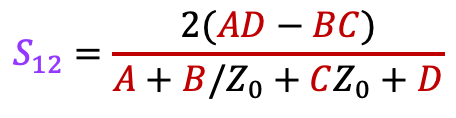 S₁₂ = 2(AD − BC) / (A + B/Z₀ + CZ₀ + D)